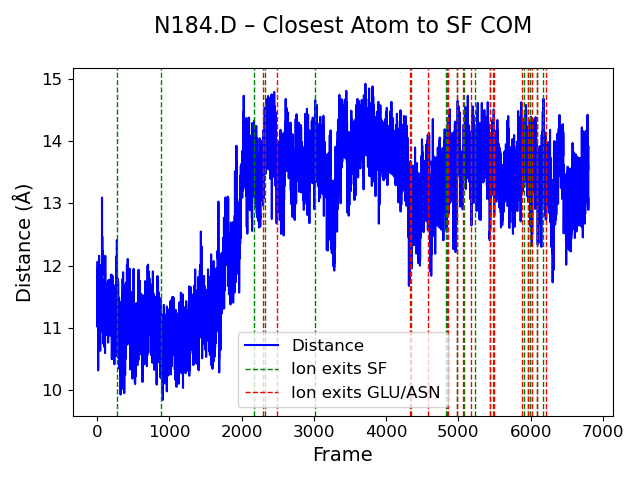 N184.D – Closest Atom to SF COM
Distance (Å)
15
14
13
12
11
10
Distance
Ion exits SF
Ion exits GLU/ASN
0 1000 2000 3000 4000 5000 6000 7000
Frame